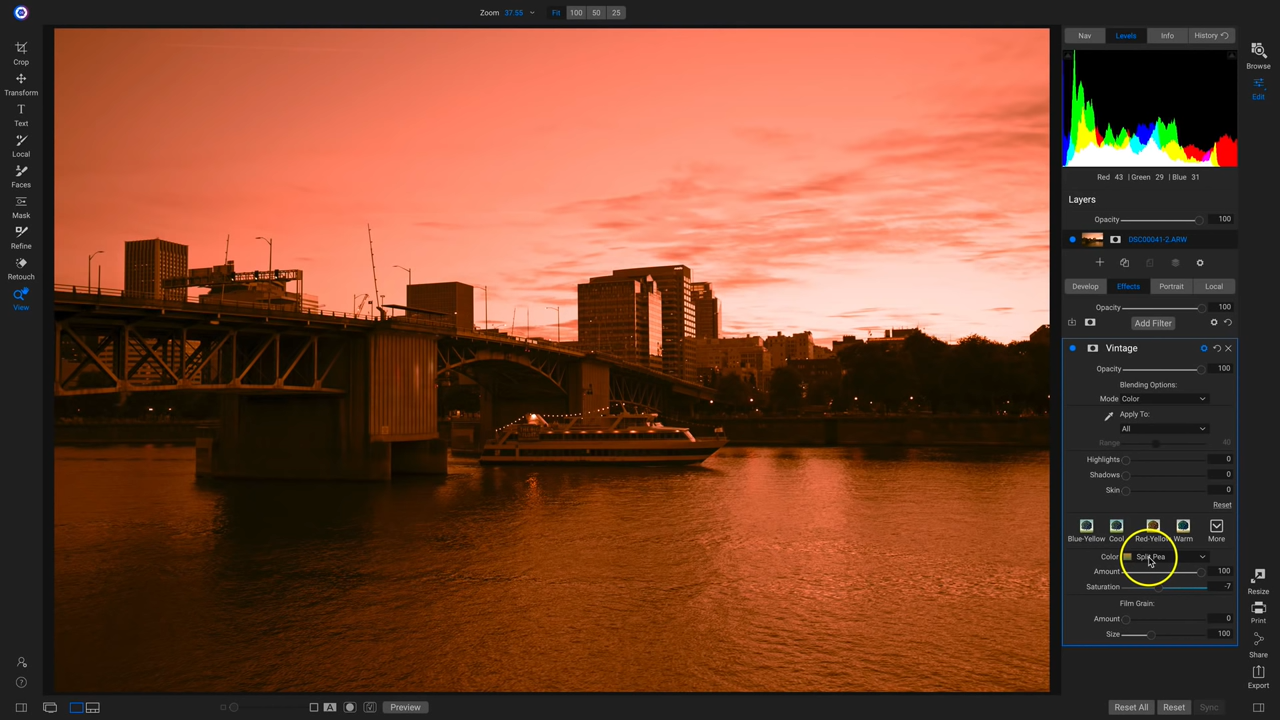 Zoom 37.55 Fit 100 50 25
Crop
Transform
Text
Local
Faces
Mask
Refine
Retouch
View
Nav Levels Info History
Red 43 | Green 29 | Blue 31
Layers
Opacity 100
DSC00041-2.ARW
Develop Effects Portrait Local
Opacity 100
Add Filter
Vintage
Opacity 100
Blending Options:
Mode Color
Apply To:
All
Range 40
Highlights 0
Shadows 0
Skin 0
Reset
Blue-Yellow Cool Red-Yellow Warm More
Color Split Pea
Amount 100
Saturation -7
Film Grain:
Amount 0
Size 100
Browse
Edit
Resize
Print
Share
Export
A Preview Reset All Reset Sync